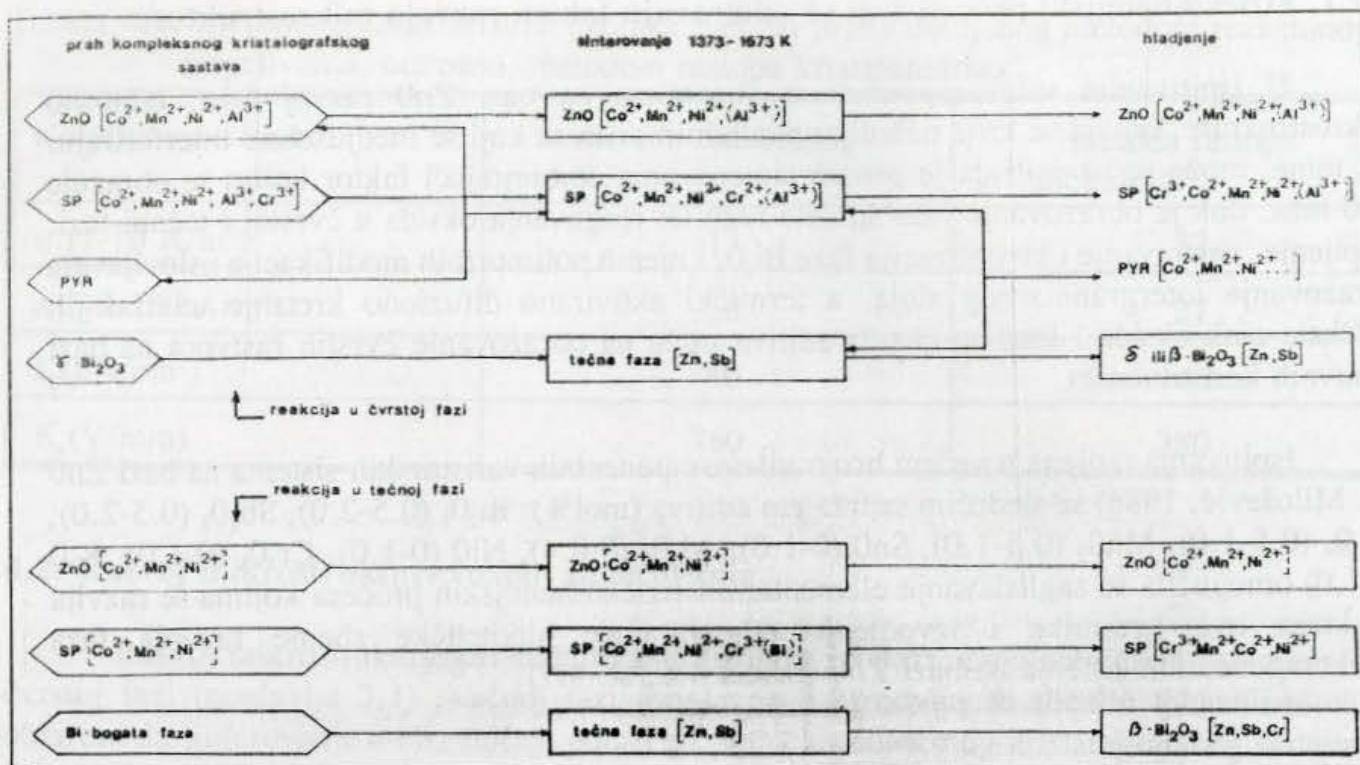 prah kompleksnog kristalografskog
sastava
sintarovanje 1373-1673 K
hladjenje
ZnO [Co²⁺,Mn²⁺,Ni²⁺,Al³⁺]
ZnO [Co²⁺,Mn²⁺,Ni²⁺,(Al³⁺)]
ZnO [Co²⁺,Mn²⁺,Ni²⁺,(Al³⁺)]
SP [Co²⁺,Mn²⁺,Ni²⁺,Al³⁺,Cr³⁺]
SP [Co²⁺,Mn²⁺,Ni³⁺,Cr²⁺,(Al³⁺)]
SP [Cr³⁺,Co²⁺,Mn²⁺,Ni²⁺,(Al³⁺)]
PYR
PYR [Co²⁺,Mn²⁺,Ni²⁺...]
Bi₂O₃
tečna faza [Zn,Sb]
δ ili β-Bi₂O₃ [Zn,Sb]
reakcija u čvrstoj fazi
reakcija u tečnoj fazi
ZnO [Co²⁺,Mn²⁺,Ni²⁺]
ZnO [Co²⁺,Mn²⁺,Ni²⁺]
ZnO [Co²⁺,Mn²⁺,Ni²⁺]
SP [Co²⁺,Mn²⁺,Ni²⁺]
SP [Co²⁺,Mn²⁺,Ni²⁺,Cr³⁺(Bi)]
SP [Cr³⁺,Mn²⁺,Co²⁺,Ni²⁺]
Bi-bogata faza
tečna faza [Zn,Sb]
β-Bi₂O₃ [Zn,Sb,Cr]